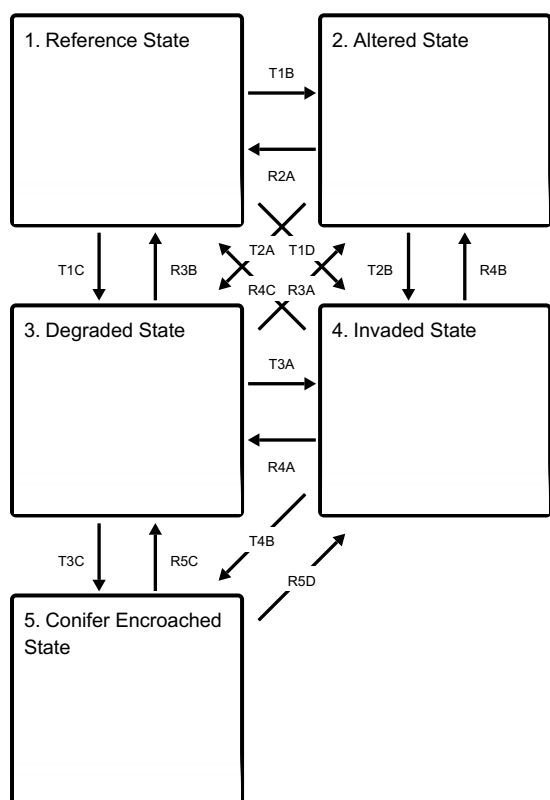 1. Reference State
2. Altered State
T1B
R2A
T1C
R3B
T2A
T1D
T2B
R4B
R4C
R3A
3. Degraded State
4. Invaded State
T3A
R4A
T3C
R5C
T4B
R5D
5. Conifer Encroached
State